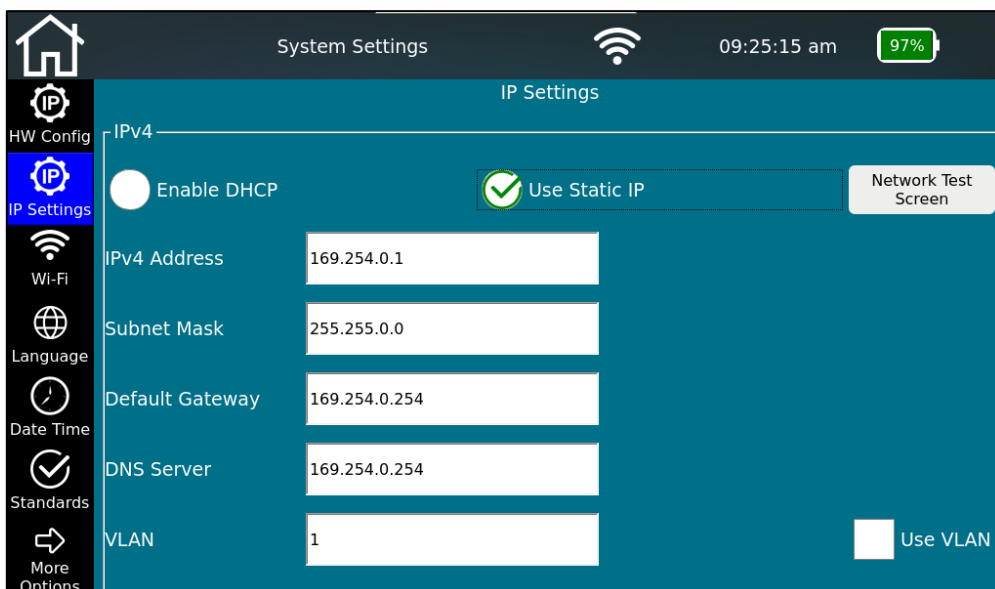 System Settings
09:25:15 am
97%
IP Settings
IP
HW Config
IPv4
IP
IP Settings
Enable DHCP
Use Static IP
Network Test
Screen
Wi-Fi
IPv4 Address
169.254.0.1
Language
Subnet Mask
255.255.0.0
Date Time
Default Gateway
169.254.0.254
Standards
DNS Server
169.254.0.254
More
Options
VLAN
1
Use VLAN